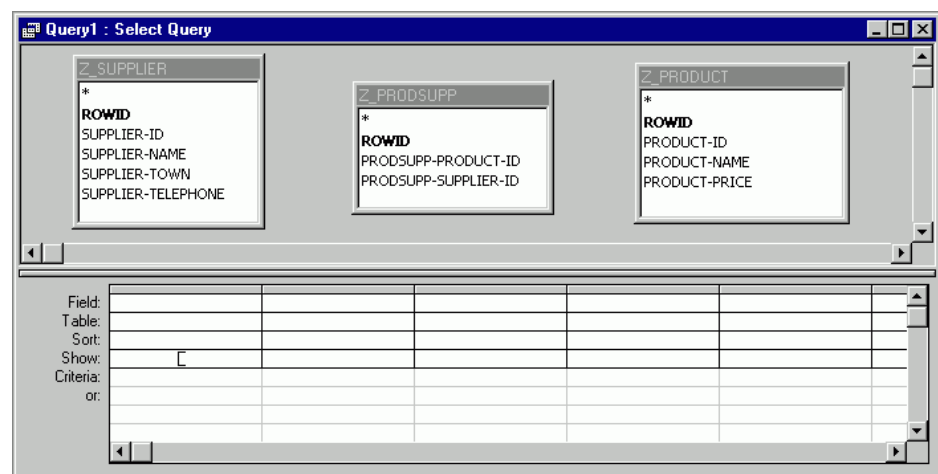 Query1 : Select Query
Z_SUPPLIER
*
ROWID
SUPPLIER-ID
SUPPLIER-NAME
SUPPLIER-TOWN
SUPPLIER-TELEPHONE
Z_PRODSUPP
*
ROWID
PRODSUPP-PRODUCT-ID
PRODSUPP-SUPPLIER-ID
Z_PRODUCT
*
ROWID
PRODUCT-ID
PRODUCT-NAME
PRODUCT-PRICE
Field:
Table:
Sort:
Show:
Criteria:
or: